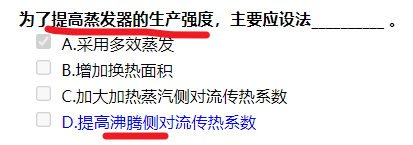 为了提高蒸发器的生产强度，主要应设法__________ 。
A.采用多效蒸发
B.增加换热面积
C.加大加热蒸汽侧对流传热系数
D.提高沸腾侧对流传热系数